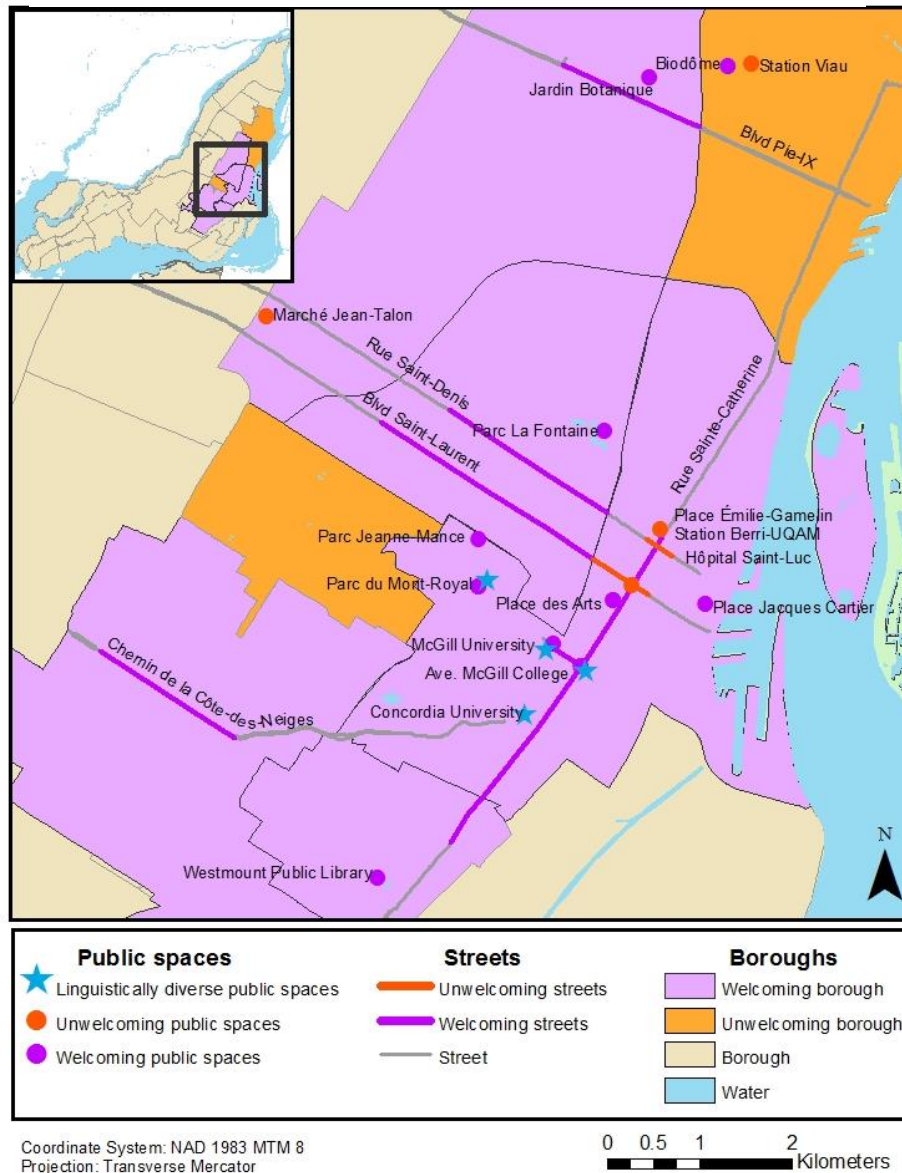 Biodôme
Station Viau
Jardin Botanique
Blvd Pie-IX
Marché Jean-Talon
Rue Saint-Denis
Blvd Saint-Laurent
Parc La Fontaine
Rue Sainte-Catherine
Place Émilie-Gamelin
Station Berri-UQAM
Hôpital Saint-Luc
Parc Jeanne-Mance
Parc du Mont-Royal
Place des Arts
Place Jacques Cartier
McGill University
Ave. McGill College
Chemin de la Côte-des-Neiges
Concordia University
Westmount Public Library
N
Public spaces
Linguistically diverse public spaces
Unwelcoming public spaces
Welcoming public spaces
Streets
Unwelcoming streets
Welcoming streets
Street
Boroughs
Welcoming borough
Unwelcoming borough
Borough
Water
Coordinate System: NAD 1983 MTM 8
Projection: Transverse Mercator
0 0.5 1 2
Kilometers